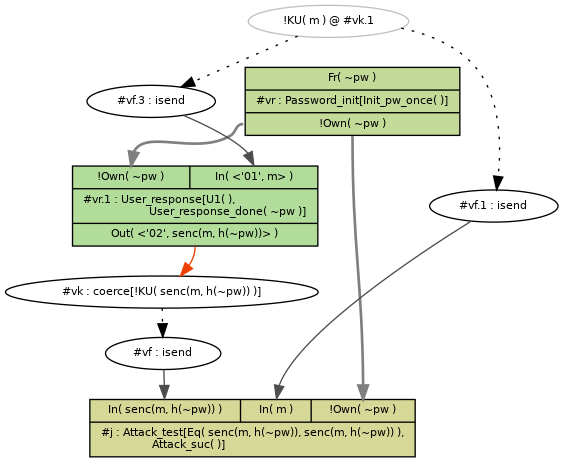 !KU( m ) @ #vk.1
Fr( ~pw )
#vr : Password_init[Init_pw_once( )]
!Own( ~pw )
#vf.3 : isend
!Own( ~pw )
In( <'01', m> )
#vr.1 : User_response[U1( ),
User_response_done( ~pw )]
Out( <'02', senc(m, h(~pw))> )
#vf.1 : isend
#vk : coerce[!KU( senc(m, h(~pw)) )]
#vf : isend
In( senc(m, h(~pw)) )
In( m )
!Own( ~pw )
#j : Attack_test[Eq( senc(m, h(~pw)), senc(m, h(~pw)) ),
Attack_suc( )]